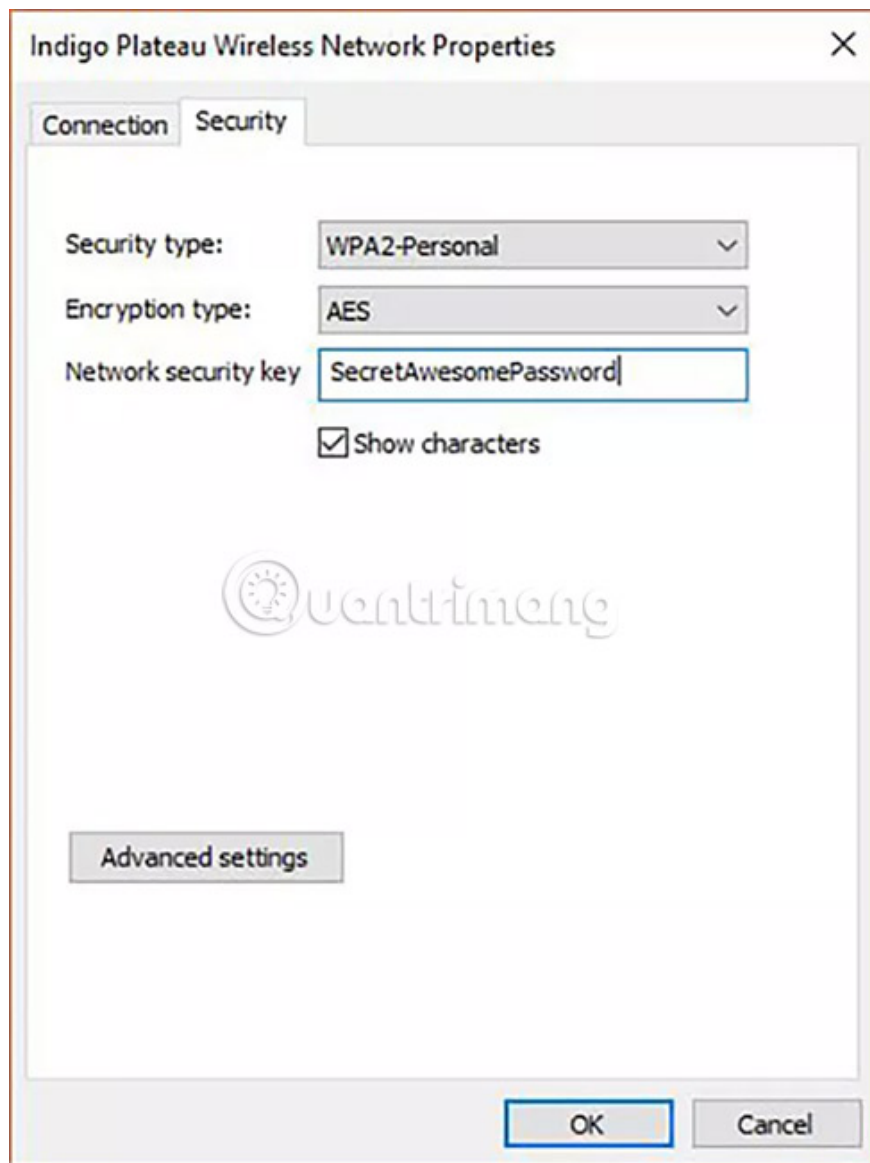 Indigo Plateau Wireless Network Properties
Connection
Security
Security type:
WPA2-Personal
Encryption type:
AES
Network security key
SecretAwesomePassword
Show characters
Quantrimang
Advanced settings
OK
Cancel